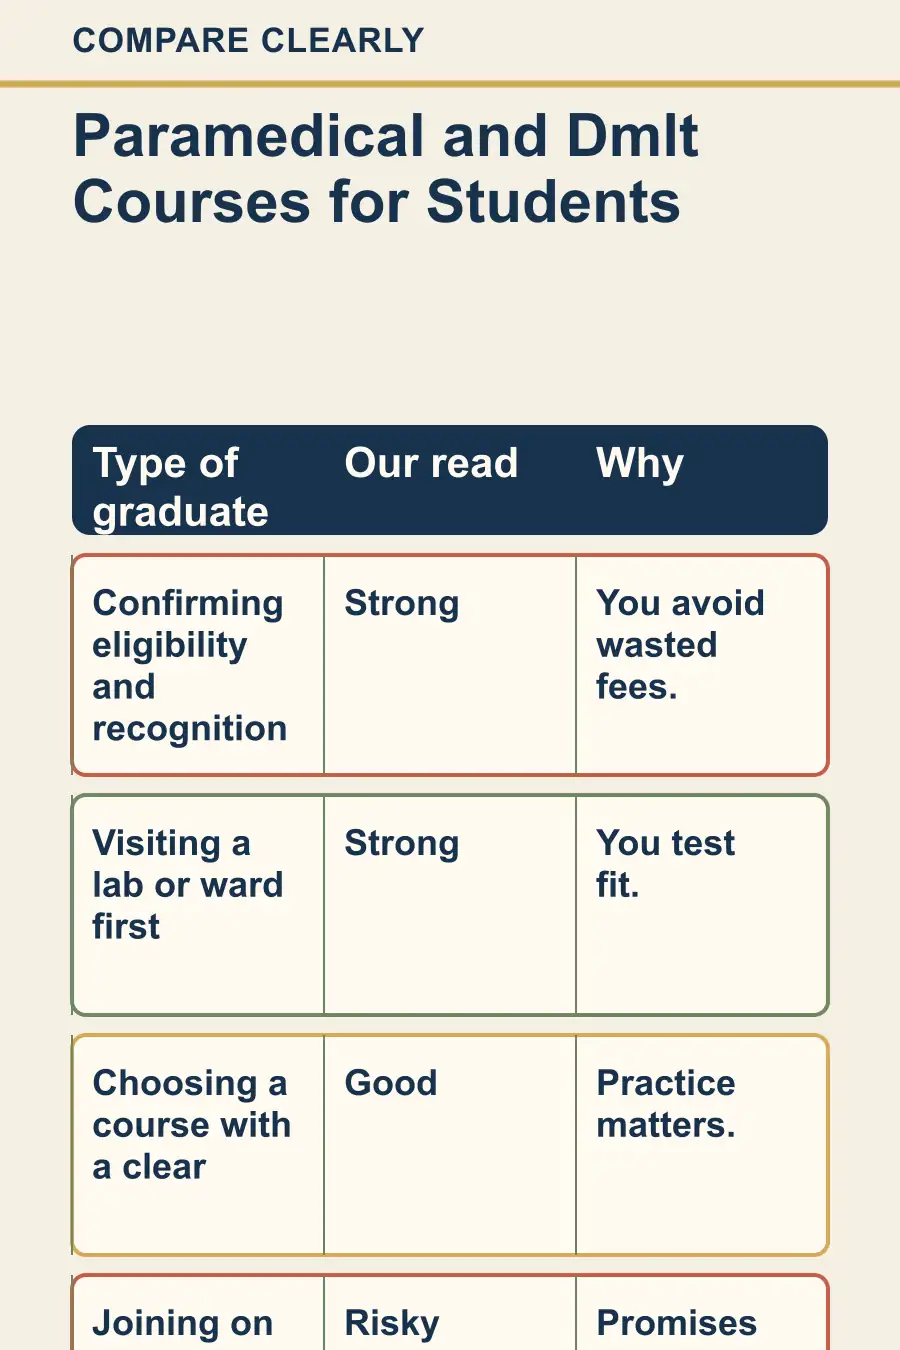 COMPARE CLEARLY
Paramedical and Dmlt
Courses for Students
Type of graduate
Our read
Why
Confirming
eligibility
and
recognition
Strong
You avoid
wasted
fees.
Visiting a
lab or ward
first
Strong
You test
fit.
Choosing a
course with
a clear
Good
Practice
matters.
Joining on
Risky
Promises